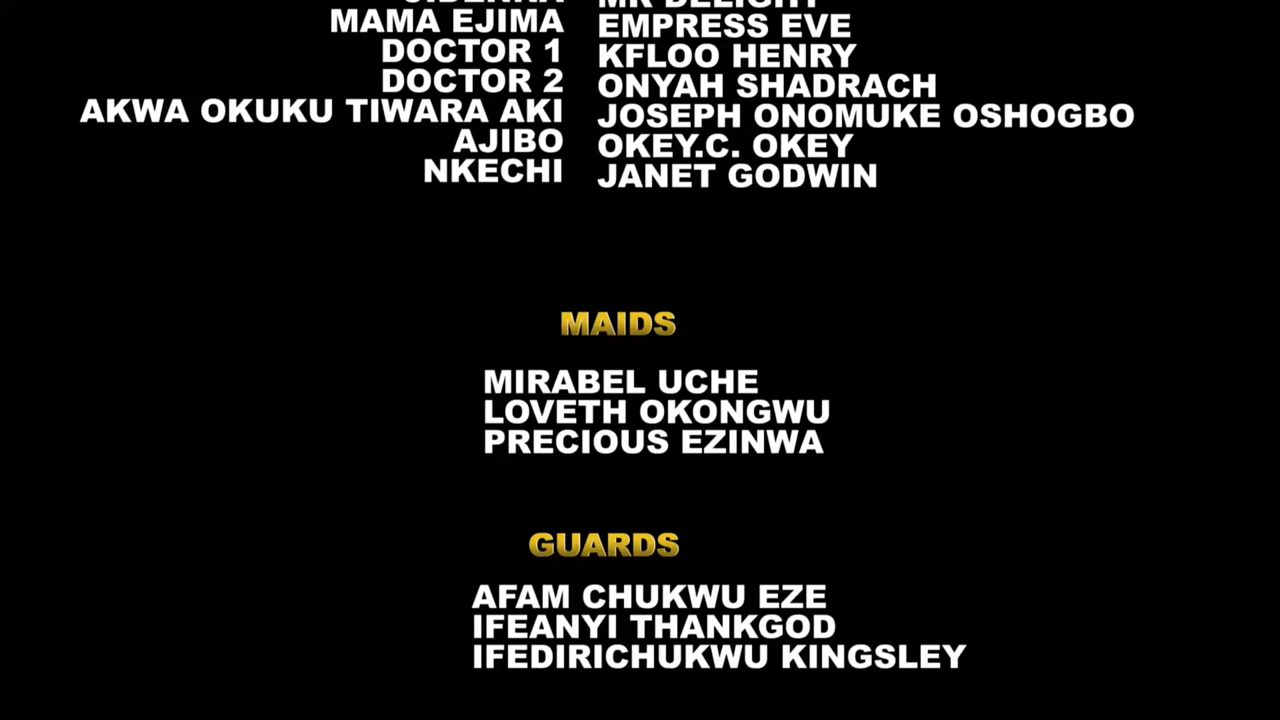 MAMA EJIMA EMPRESS EVE
DOCTOR 1 KFLOO HENRY
DOCTOR 2 ONYAH SHADRACH
AKWA OKUKU TIWARA AKI JOSEPH ONOMUKE OSHOGBO
AJIBO OKEY.C. OKEY
NKECHI JANET GODWIN
MAIDS
MIRABEL UCHE
LOVETH OKONGWU
PRECIOUS EZINWA
GUARDS
AFAM CHUKWU EZE
IFEANYI THANKGOD
IFEDIRICHUKWU KINGSLEY